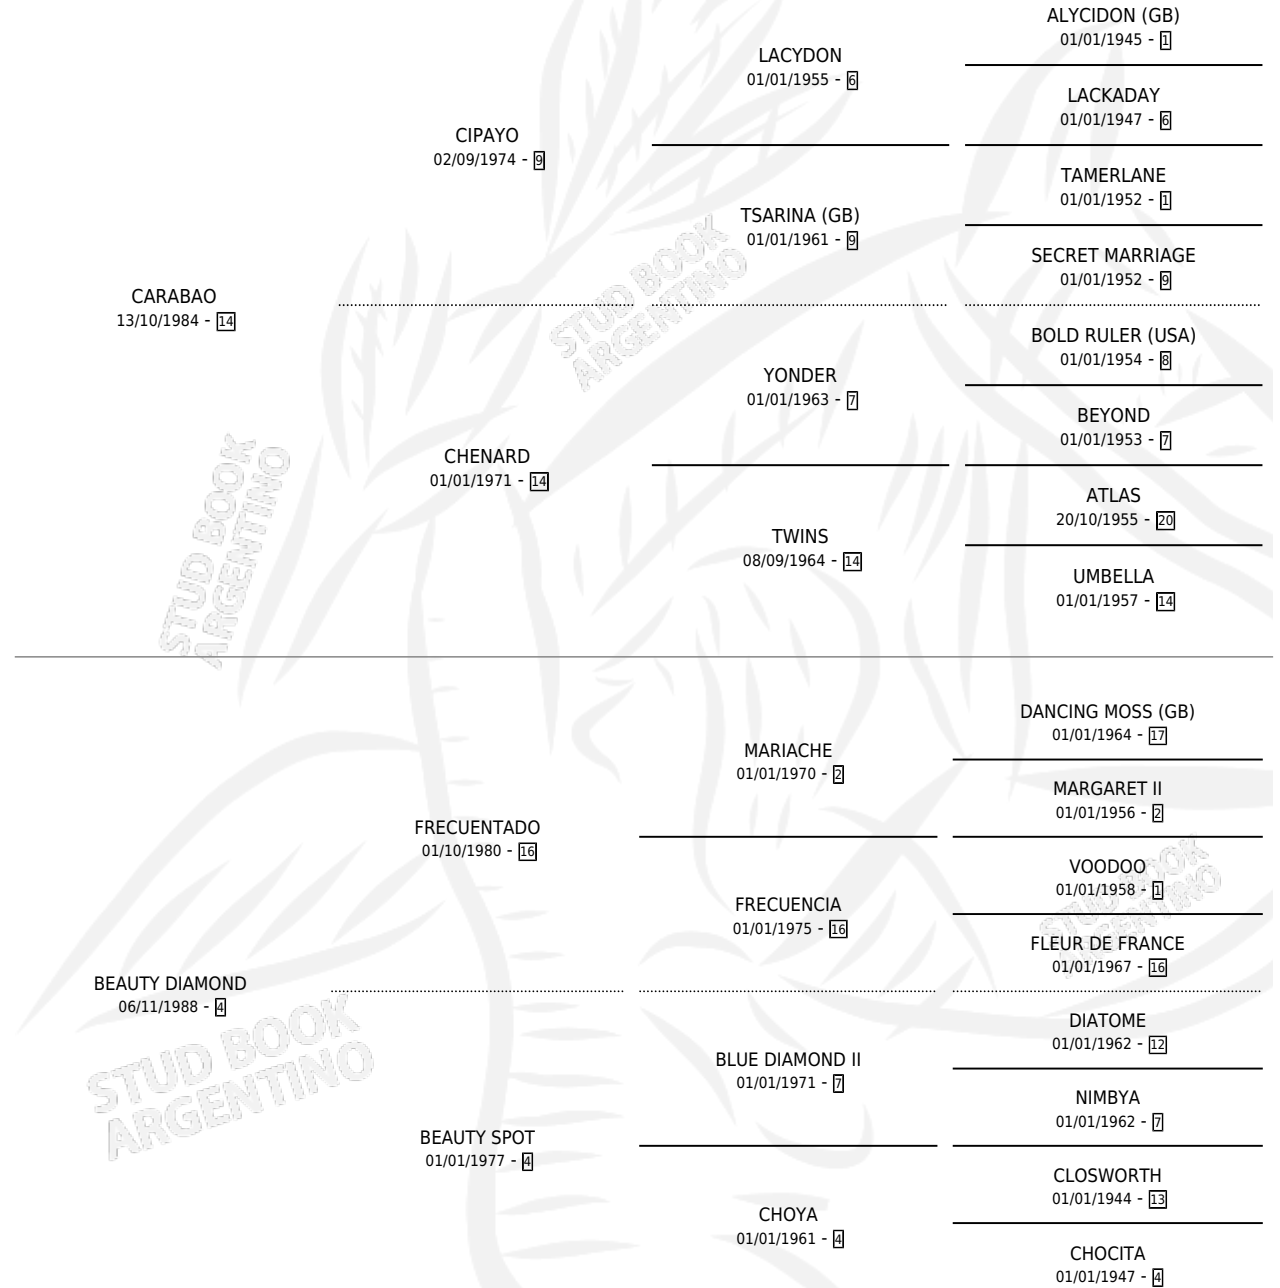 ALYCIDON (GB)
01/01/1945 - 1
LACYDON
01/01/1955 - 6
LACKADAY
01/01/1947 - 6
CIPAYO
02/09/1974 - 9
TAMERLANE
01/01/1952 - 1
TSARINA (GB)
01/01/1961 - 9
SECRET MARRIAGE
01/01/1952 - 9
CARABAO
13/10/1984 - 14
BOLD RULER (USA)
01/01/1954 - 8
YONDER
01/01/1963 - 7
BEYOND
01/01/1953 - 7
CHENARD
01/01/1971 - 14
ATLAS
20/10/1955 - 20
TWINS
08/09/1964 - 14
UMBELLA
01/01/1957 - 14
DANCING MOSS (GB)
01/01/1964 - 17
MARIACHE
01/01/1970 - 2
MARGARET II
01/01/1956 - 2
FRECUENTADO
01/10/1980 - 16
VOODOO
01/01/1958 - 1
FRECUENCIA
01/01/1975 - 16
FLEUR DE FRANCE
01/01/1967 - 16
BEAUTY DIAMOND
06/11/1988 - 4
DIATOME
01/01/1962 - 12
BLUE DIAMOND II
01/01/1971 - 7
NIMBYA
01/01/1962 - 7
BEAUTY SPOT
01/01/1977 - 4
CLOSWORTH
01/01/1944 - 13
CHOYA
01/01/1961 - 4
CHOCITA
01/01/1947 - 4
STUD BOOK
ARGENTINO
STUD BOOK
ARGENTINO
STUD BOOK
ARGENTINO
STUD BOOK
ARGENTINO